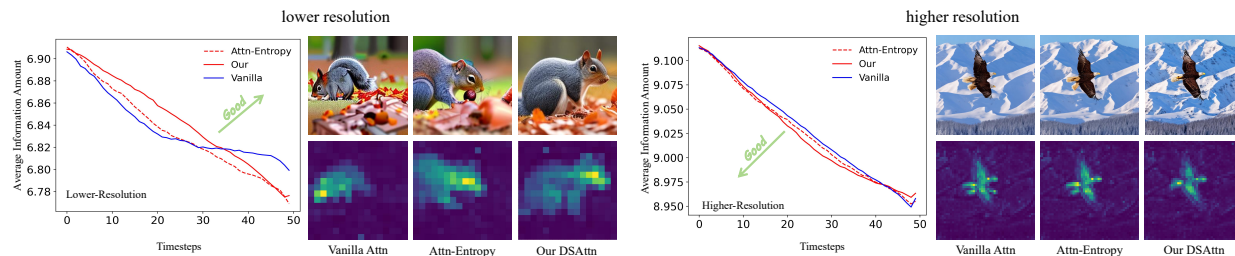 lower resolution
Average Information Amount
6.90
6.88
6.86
6.84
6.82
6.80
6.78
Attn-Entropy
Our
Vanilla
Good
Lower-Resolution
0 10 20 30 40 50
Timesteps
Vanilla Attn Attn-Entropy Our DSAttn
higher resolution
Average Information Amount
9.100
9.075
9.050
9.025
9.000
8.975
8.950
Attn-Entropy
Our
Vanilla
Good
Higher-Resolution
0 10 20 30 40 50
Timesteps
Vanilla Attn Attn-Entropy Our DSAttn